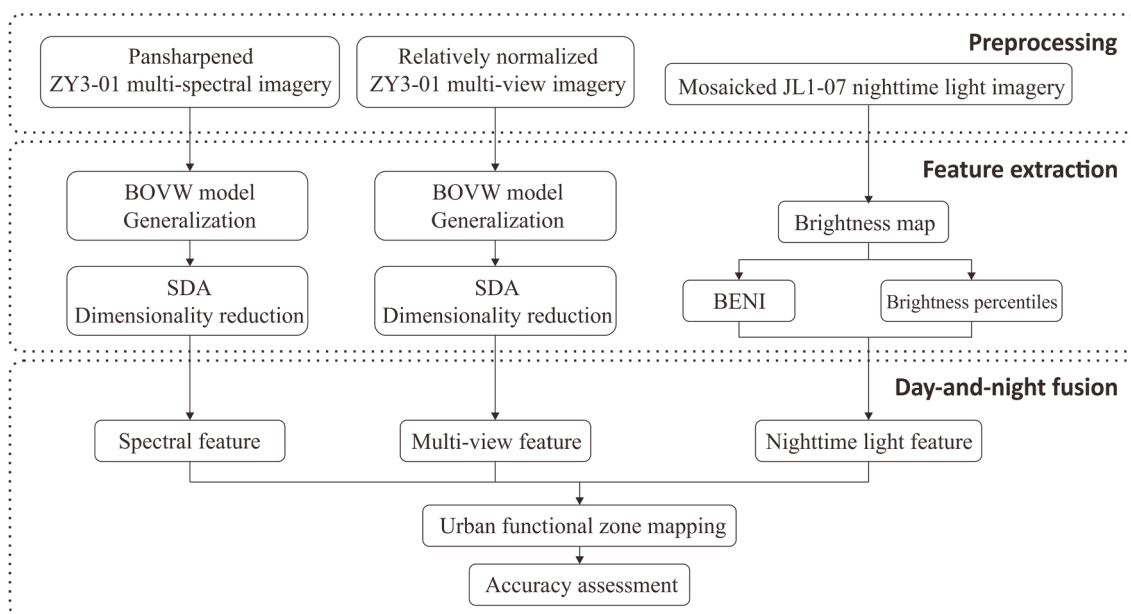 Preprocessing
Pansharpened
ZY3-01 multi-spectral imagery
Relatively normalized
ZY3-01 multi-view imagery
Mosaicked JL1-07 nighttime light imagery
Feature extraction
BOVW model
Generalization
BOVW model
Generalization
Brightness map
SDA
Dimensionality reduction
SDA
Dimensionality reduction
BENI
Brightness percentiles
Day-and-night fusion
Spectral feature
Multi-view feature
Nighttime light feature
Urban functional zone mapping
Accuracy assessment